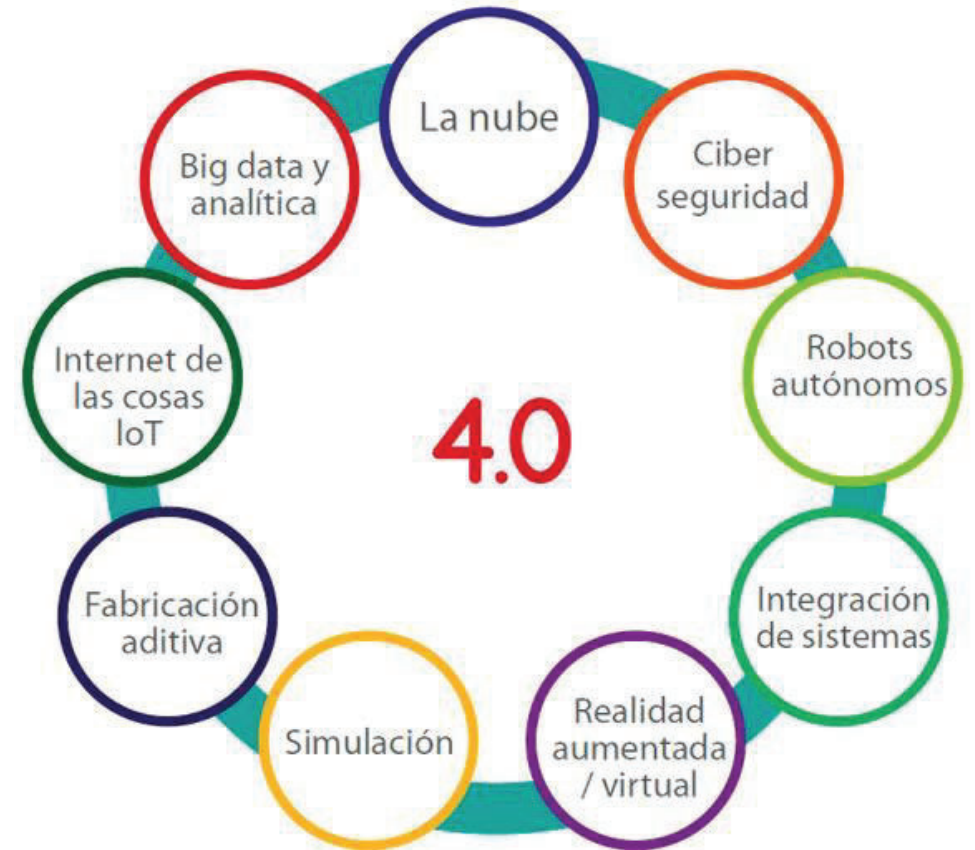 La nube
Ciber
seguridad
Robots
autónomos
Integración
de sistemas
Realidad
aumentada
/ virtual
Simulación
Fabricación
aditiva
Internet de
las cosas
IoT
Big data y
analítica
4.0